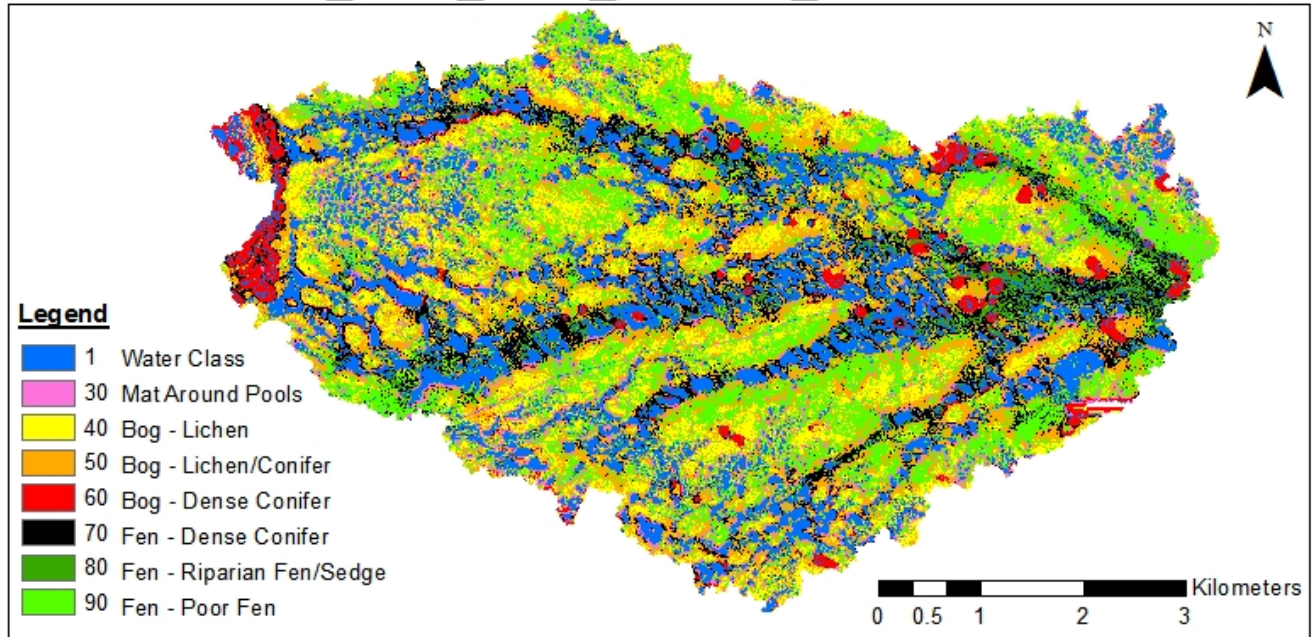 N
Legend
1 Water Class
30 Mat Around Pools
40 Bog - Lichen
50 Bog - Lichen/Conifer
60 Bog - Dense Conifer
70 Fen - Dense Conifer
80 Fen - Riparian Fen/Sedge
90 Fen - Poor Fen
Kilometers
0 0.5 1 2 3